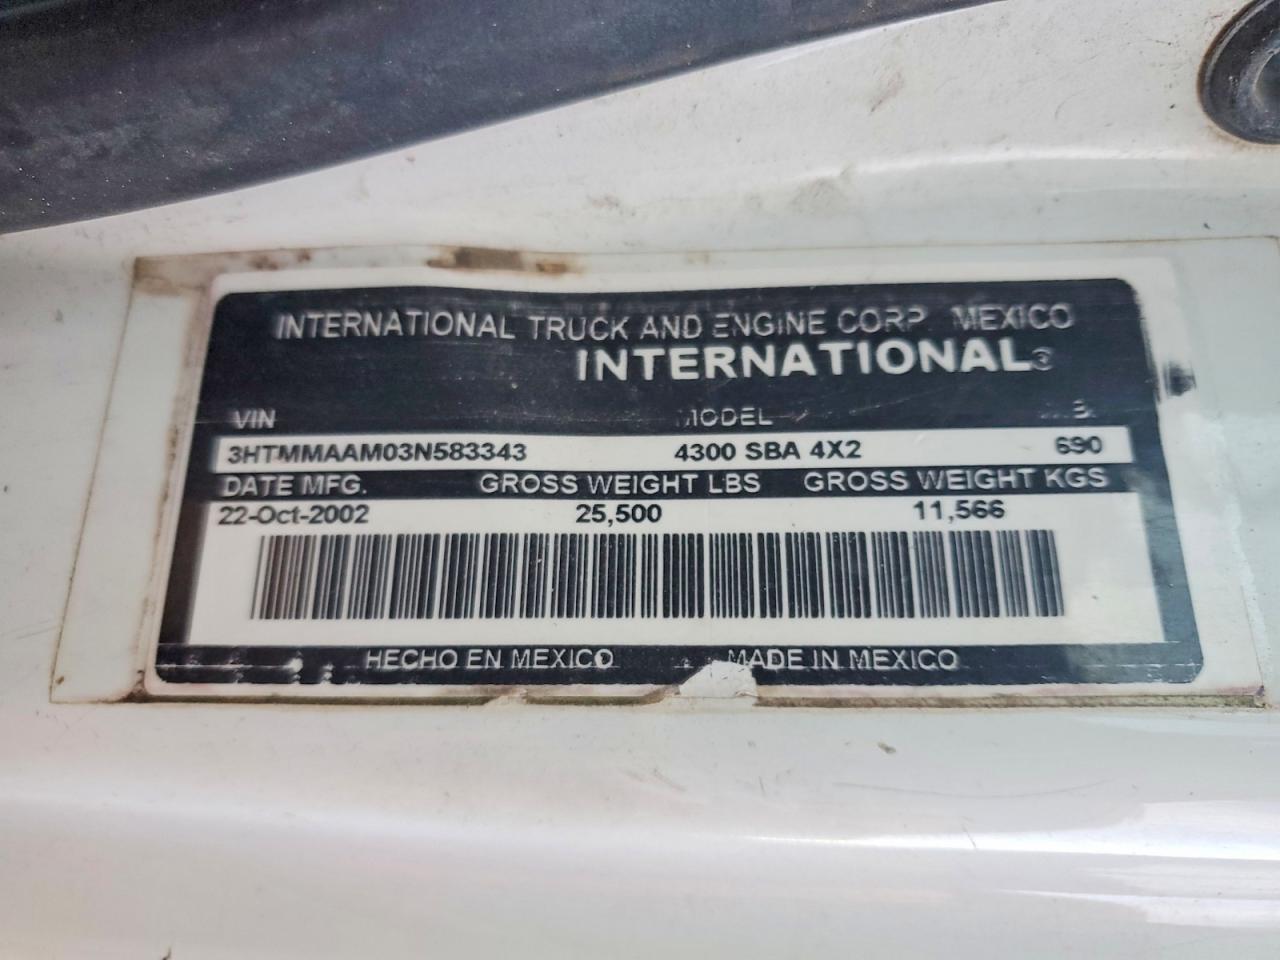 INTERNATIONAL TRUCK AND ENGINE CORP. MEXICO
INTERNATIONAL®
VIN MODEL
3HTMMAAM03N583343 4300 SBA 4X2 690
DATE MFG. GROSS WEIGHT LBS GROSS WEIGHT KGS
22-Oct-2002 25,500 11,566
HECHO EN MEXICO MADE IN MEXICO